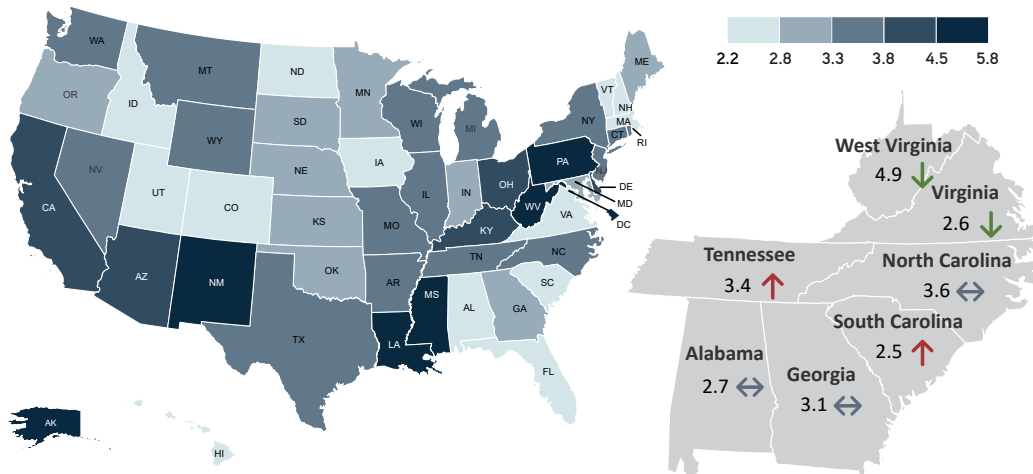 WA
MT
ND
MN
ME
OR
ID
SD
WI
MI
VT
NH
NY
MA
CT
RI
WY
NE
IA
PA
NV
UT
CO
IL
IN
OH
DE
MD
DC
CA
KS
MO
KY
WV
VA
AZ
NM
OK
AR
TN
NC
SC
MS
AL
GA
TX
LA
FL
AK
HI
2.2 2.8 3.3 3.8 4.5 5.8
West Virginia
4.9
Virginia
2.6
Tennessee
3.4
North Carolina
3.6
South Carolina
2.5
Alabama
2.7
Georgia
3.1